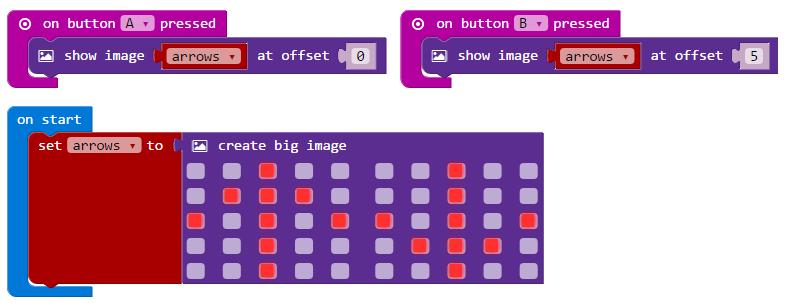 on button A pressed
show image arrows at offset 0
on button B pressed
show image arrows at offset 5
on start
set arrows to create big image